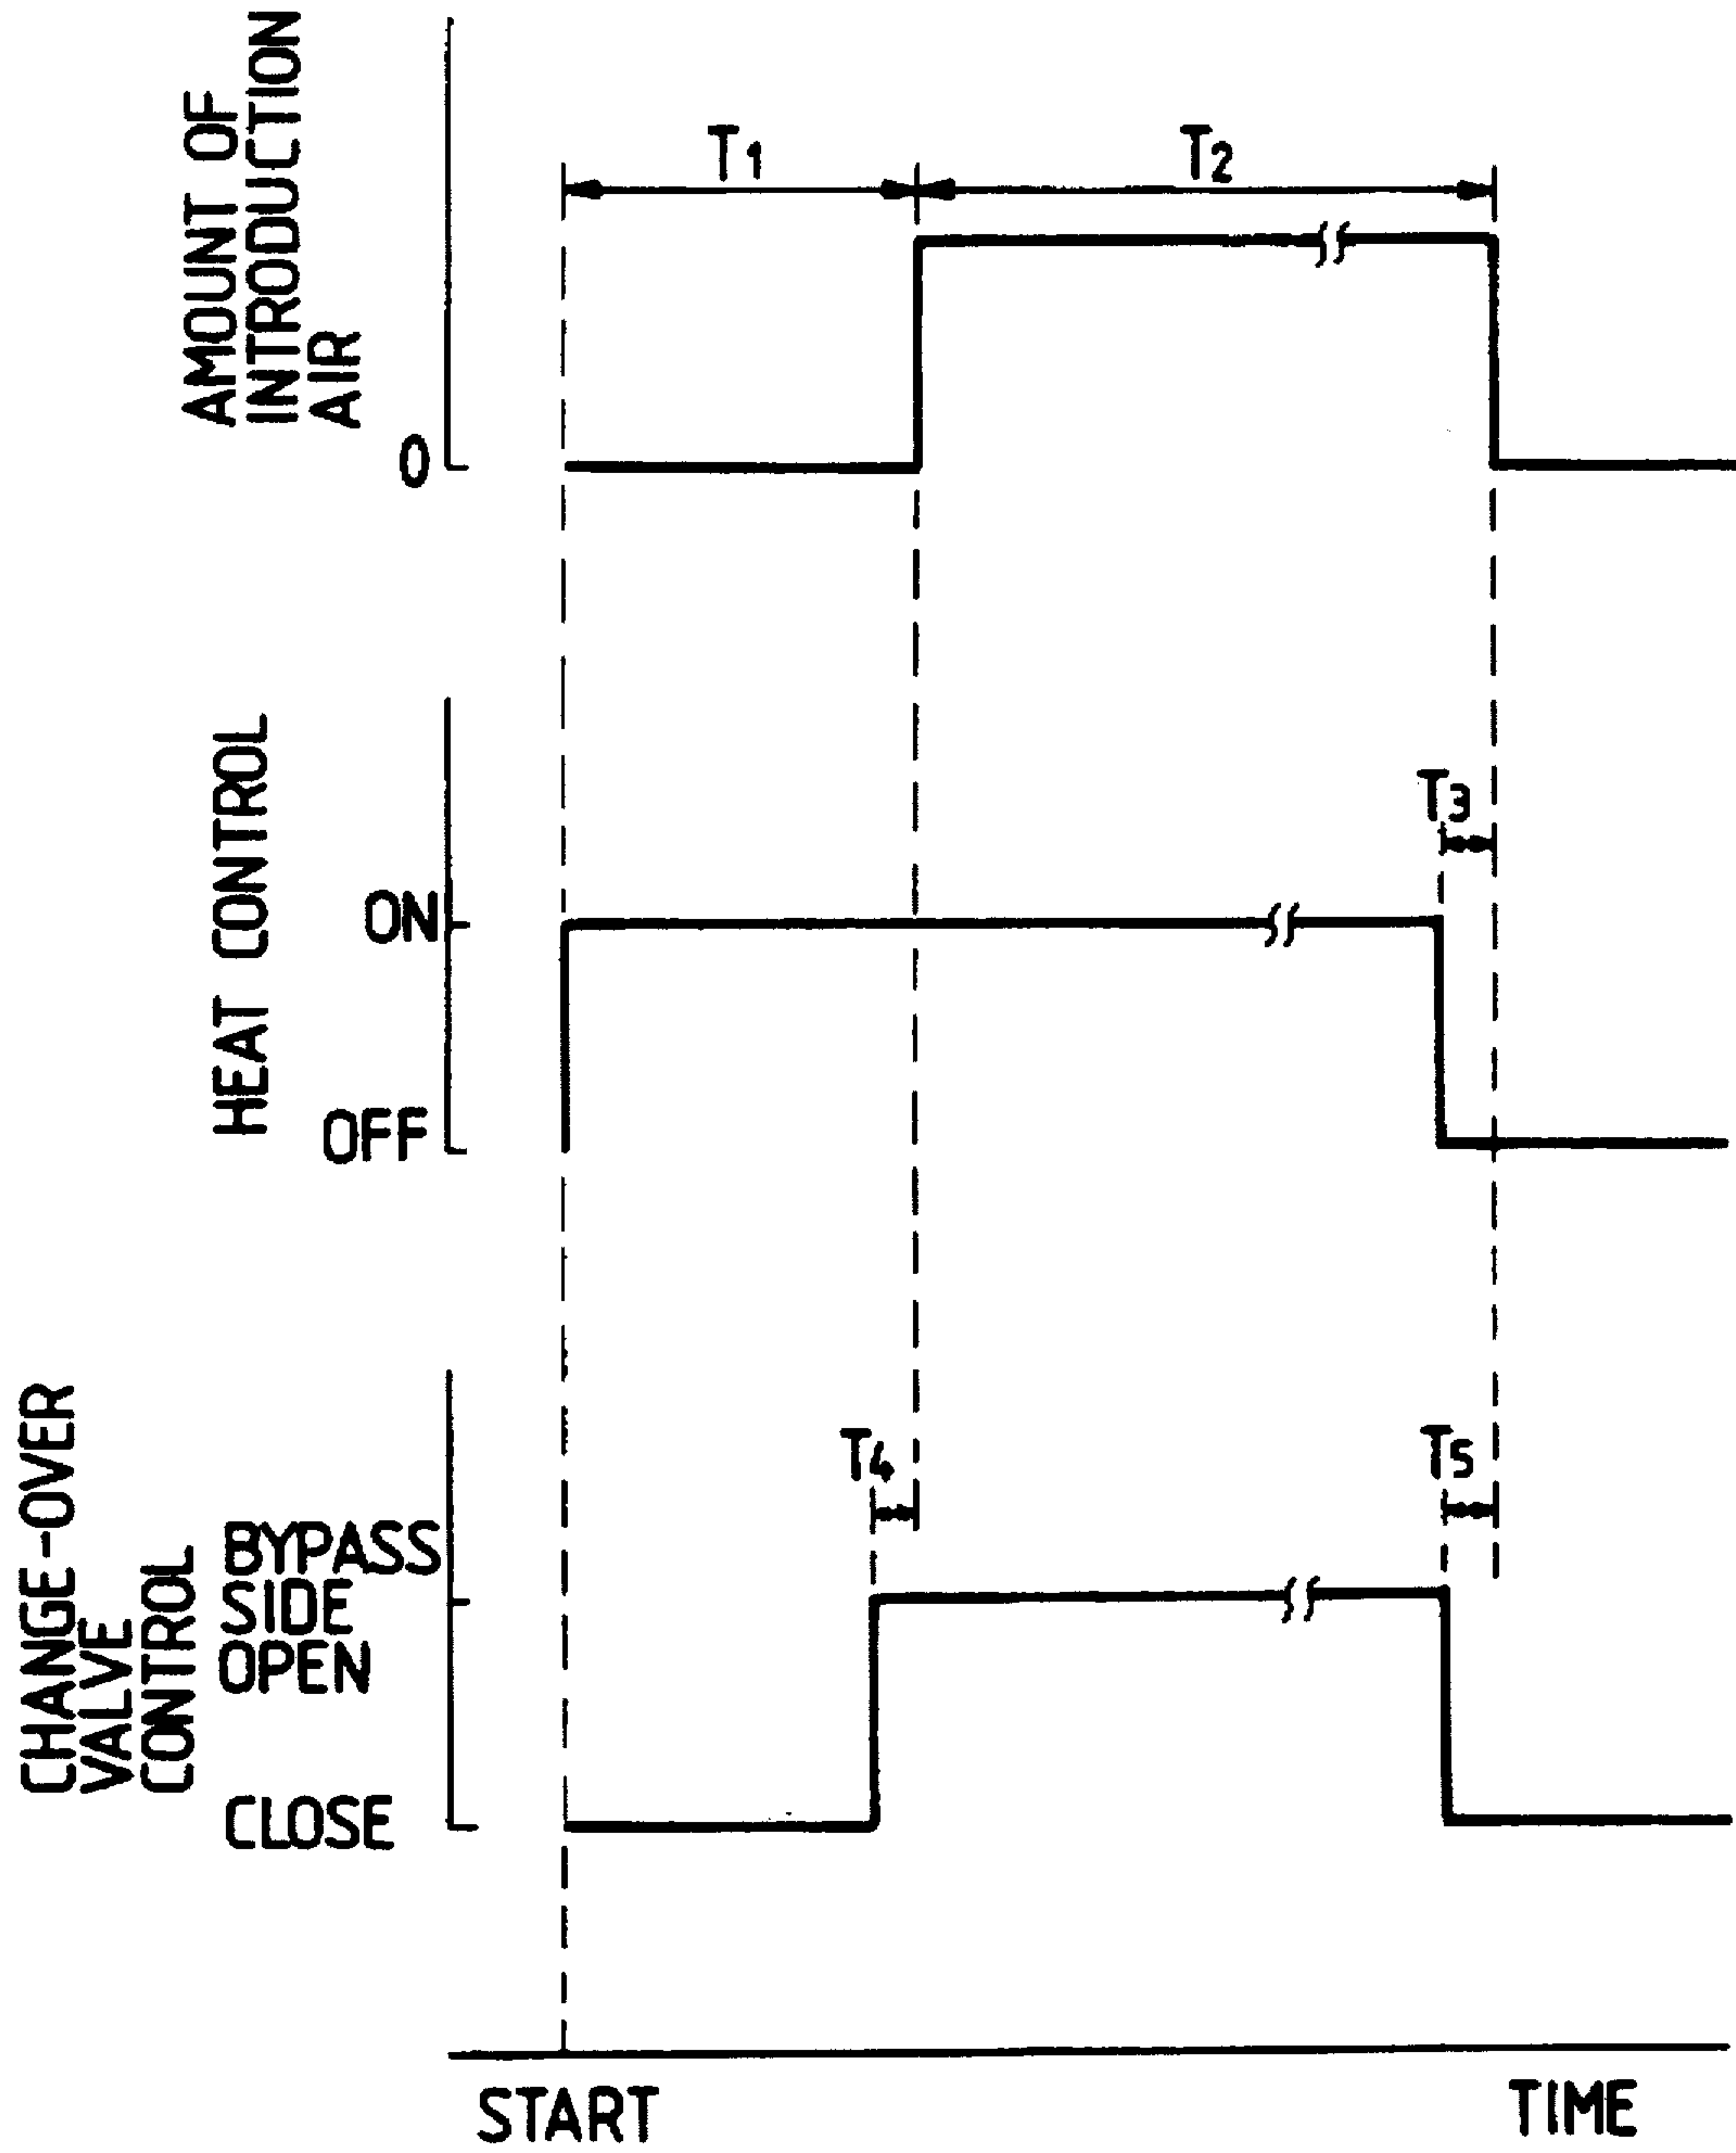 AMOUNT OF
INTRODUCTION
AIR
0
T1
T2
HEAT CONTROL
ON
OFF
T3
CHANGE-OVER
VALVE
CONTROL
BYPASS
SIDE
OPEN
CLOSE
T4
T5
START
TIME